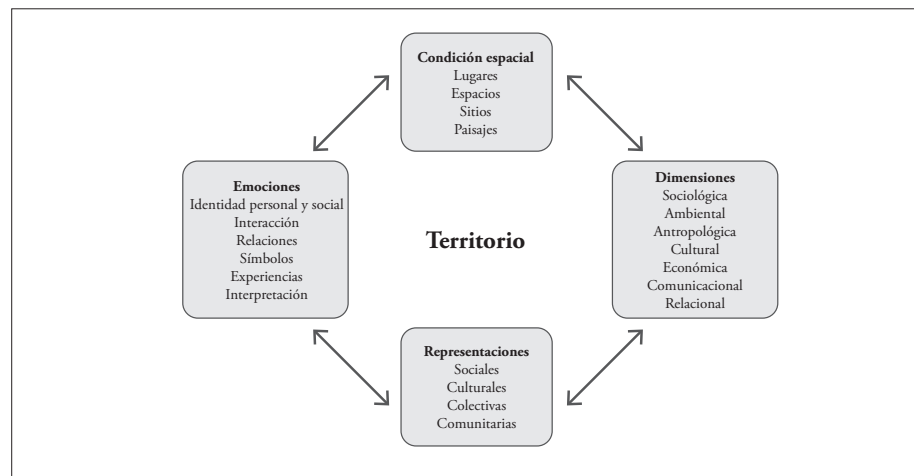 Condición espacial
Lugares
Espacios
Sitios
Paisajes
Emociones
Identidad personal y social
Interacción
Relaciones
Símbolos
Experiencias
Interpretación
Territorio
Dimensiones
Sociológica
Ambiental
Antropológica
Cultural
Económica
Comunicacional
Relacional
Representaciones
Sociales
Culturales
Colectivas
Comunitarias